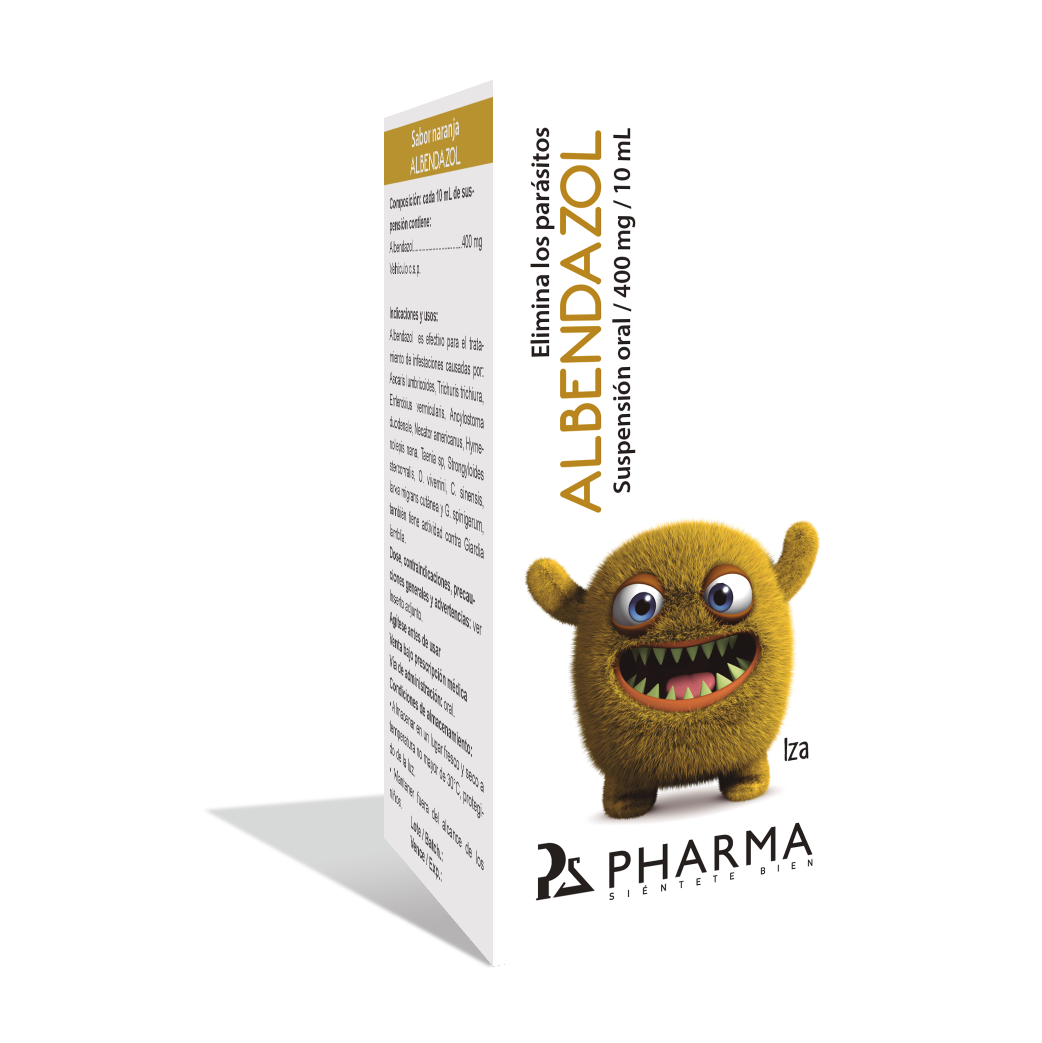 Sabor naranja
ALBENDAZOL
Composición: cada 10 mL de sus-
pensión contiene:
Albendazol........................400 mg
Vehículo c.s.p.
Indicaciones y usos:
Albendazol es efectivo para el trata-
miento de infestaciones causadas por:
Ascaris lumbricoides, Trichuris trichiura,
Enterobius vermicularis, Ancylostoma
duodenale, Necator americanus, Hyme-
nolepis nana, Taenia sp, Strongyloides
stercorralis, O. viverrini, C. sinensis,
larva migrans cutánea y G. spinigerum,
también tiene actividad contra Giardia
lamblia.
Dosis, contraindicaciones, precau-
ciones generales y advertencias: ver
Inserto adjunto.
Agítese antes de usar
Venta bajo prescripción médica
Vía de administración: oral.
Condiciones de almacenamiento:
• Almacenar en un lugar fresco y seco a
temperatura no mayor de 30°C, protegi-
do de la luz.
• Mantener fuera del alcance de los
niños.
Lote / Batch.:
Vence / Exp.:
Elimina los parásitos
ALBENDAZOL
Suspensión oral / 400 mg / 10 mL
Iza
Ps PHARMA
SIÉNTETE BIEN